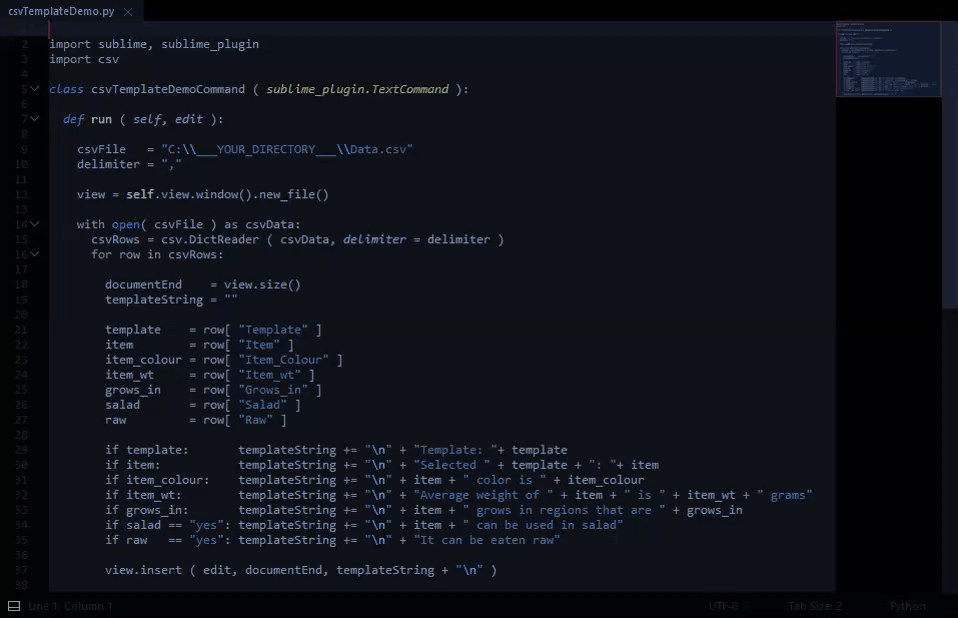 csvTemplateDemo.py ×
2 import sublime, sublime_plugin
3 import csv
4
5 class csvTemplateDemoCommand ( sublime_plugin.TextCommand ):
6
7 def run ( self, edit ):
8
9 csvFile   = "C:\\___YOUR_DIRECTORY___\\Data.csv"
10 delimiter = ","
11
12 view = self.view.window().new_file()
13
14 with open( csvFile ) as csvData:
15 csvRows = csv.DictReader ( csvData, delimiter = delimiter )
16 for row in csvRows:
17
18 documentEnd    = view.size()
19 templateString = ""
20
21 template    = row[ "Template" ]
22 item        = row[ "Item" ]
23 item_colour = row[ "Item_Colour" ]
24 item_wt     = row[ "Item_wt" ]
25 grows_in    = row[ "Grows_in" ]
26 salad       = row[ "Salad" ]
27 raw         = row[ "Raw" ]
28
29 if template:       templateString += "\n" + "Template: "+ template
30 if item:           templateString += "\n" + "Selected " + template + ": "+ item
31 if item_colour:    templateString += "\n" + item + " color is " + item_colour
32 if item_wt:        templateString += "\n" + "Average weight of " + item + " is " + item_wt + " grams"
33 if grows_in:       templateString += "\n" + item + " grows in regions that are " + grows_in
34 if salad == "yes": templateString += "\n" + item + " can be used in salad"
35 if raw   == "yes": templateString += "\n" + "It can be eaten raw"
36
37 view.insert ( edit, documentEnd, templateString + "\n" )
38
Line 1, Column 1 UTF-8 Tab Size: 2 Python